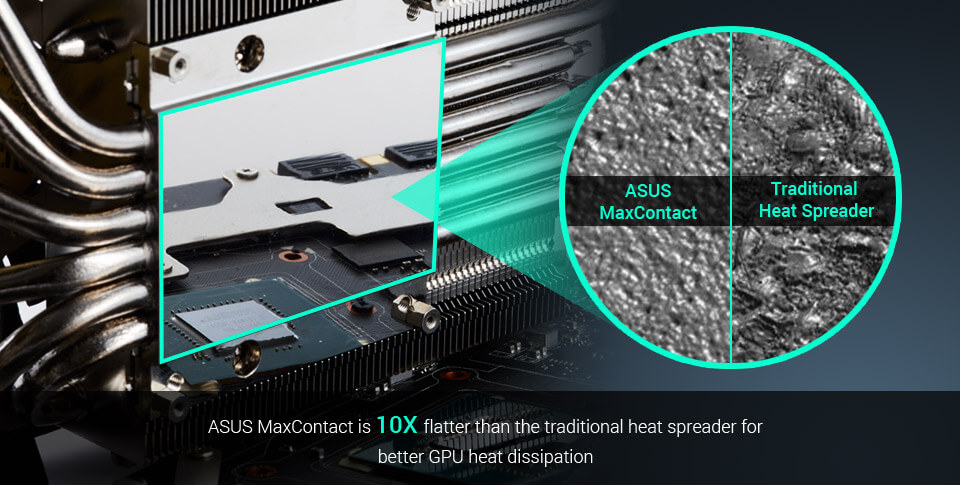 ASUS
MaxContact
Traditional
Heat Spreader
ASUS MaxContact is 10X flatter than the traditional heat spreader for
better GPU heat dissipation